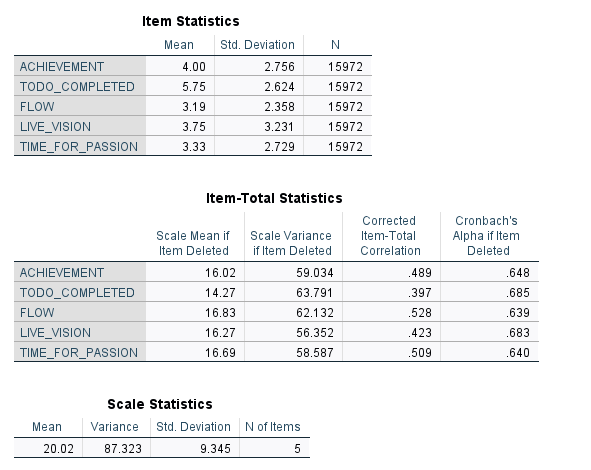 Item Statistics
Mean Std. Deviation N
ACHIEVEMENT 4.00 2.756 15972
TODO_COMPLETED 5.75 2.624 15972
FLOW 3.19 2.358 15972
LIVE_VISION 3.75 3.231 15972
TIME_FOR_PASSION 3.33 2.729 15972
Item-Total Statistics
Scale Mean if Item Deleted Scale Variance if Item Deleted Corrected Item-Total Correlation Cronbach's Alpha if Item Deleted
ACHIEVEMENT 16.02 59.034 .489 .648
TODO_COMPLETED 14.27 63.791 .397 .685
FLOW 16.83 62.132 .528 .639
LIVE_VISION 16.27 56.352 .423 .683
TIME_FOR_PASSION 16.69 58.587 .509 .640
Scale Statistics
Mean Variance Std. Deviation N of Items
20.02 87.323 9.345 5